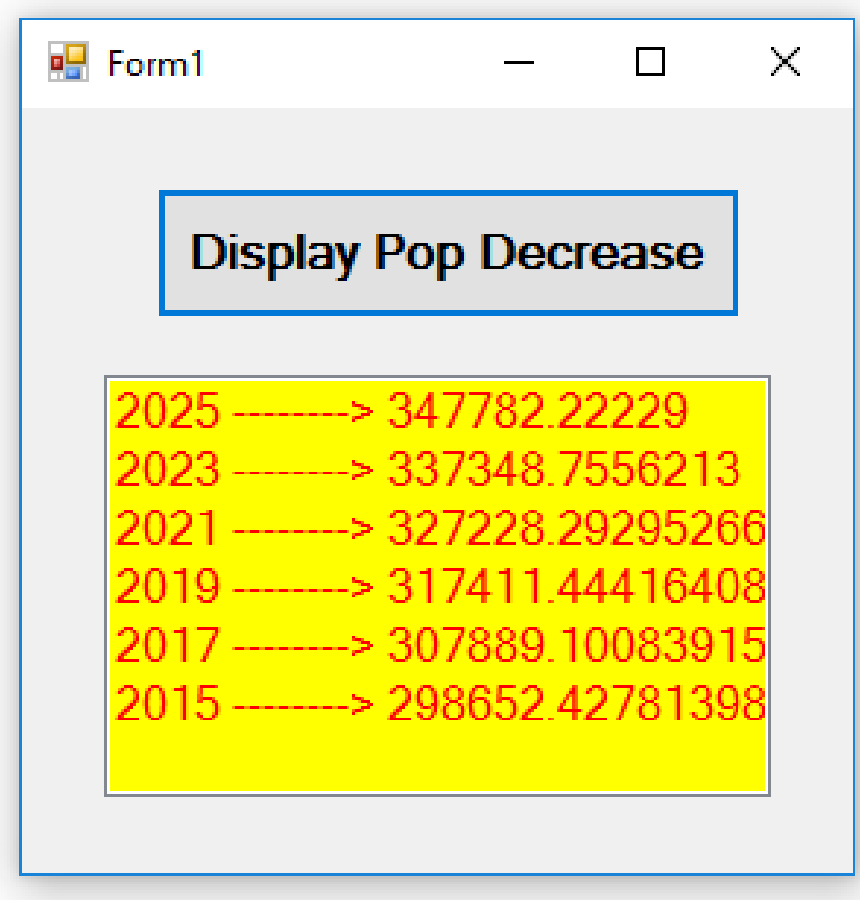 Form1
Display Pop Decrease
2025 --------> 347782.22229
2023 --------> 337348.7556213
2021 --------> 327228.29295266
2019 --------> 317411.44416408
2017 --------> 307889.10083915
2015 --------> 298652.42781398